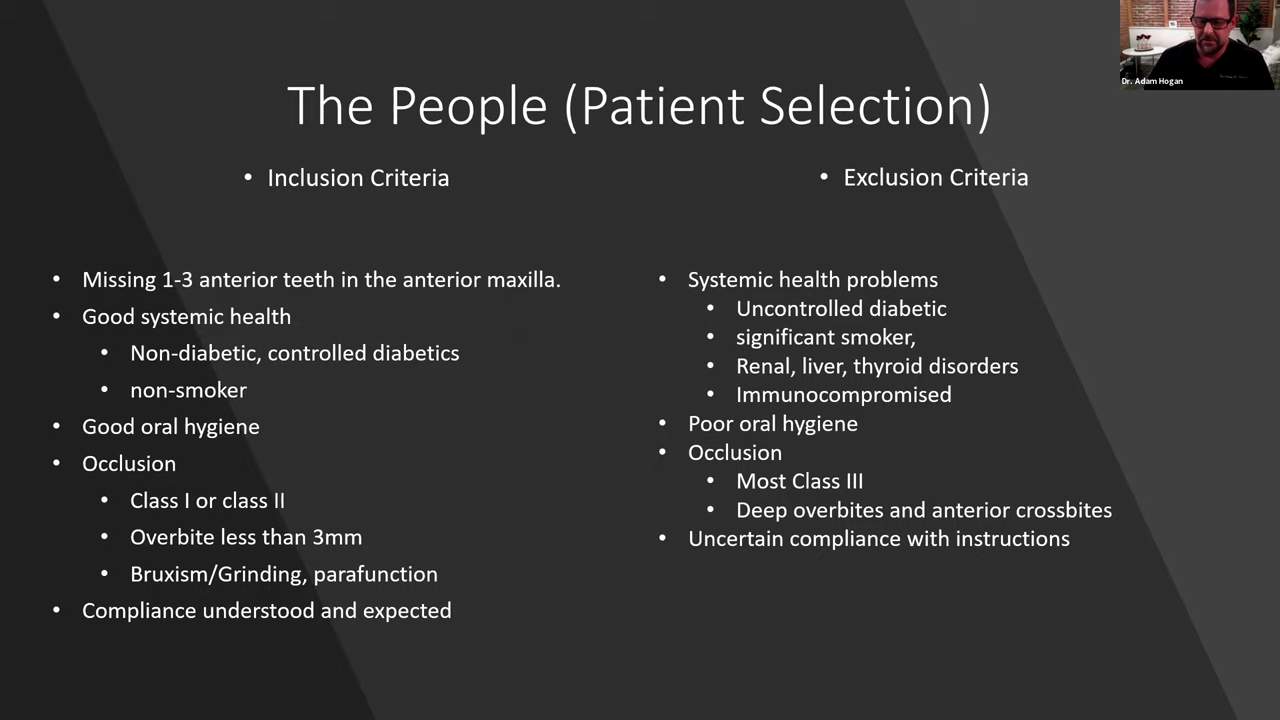 Dr. Adam Hogan
The People (Patient Selection)
• Inclusion Criteria
• Missing 1-3 anterior teeth in the anterior maxilla.
• Good systemic health
• Non-diabetic, controlled diabetics
• non-smoker
• Good oral hygiene
• Occlusion
• Class I or class II
• Overbite less than 3mm
• Bruxism/Grinding, parafunction
• Compliance understood and expected
• Exclusion Criteria
• Systemic health problems
• Uncontrolled diabetic
• significant smoker,
• Renal, liver, thyroid disorders
• Immunocompromised
• Poor oral hygiene
• Occlusion
• Most Class III
• Deep overbites and anterior crossbites
• Uncertain compliance with instructions